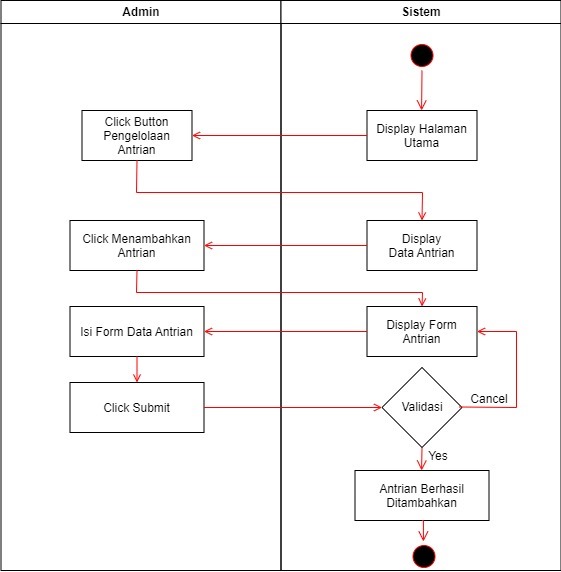 Admin
Sistem
Display Halaman
Utama
Click Button
Pengelolaan
Antrian
Display
Data Antrian
Click Menambahkan
Antrian
Display Form
Antrian
Isi Form Data Antrian
Click Submit
Validasi
Cancel
Yes
Antrian Berhasil
Ditambahkan